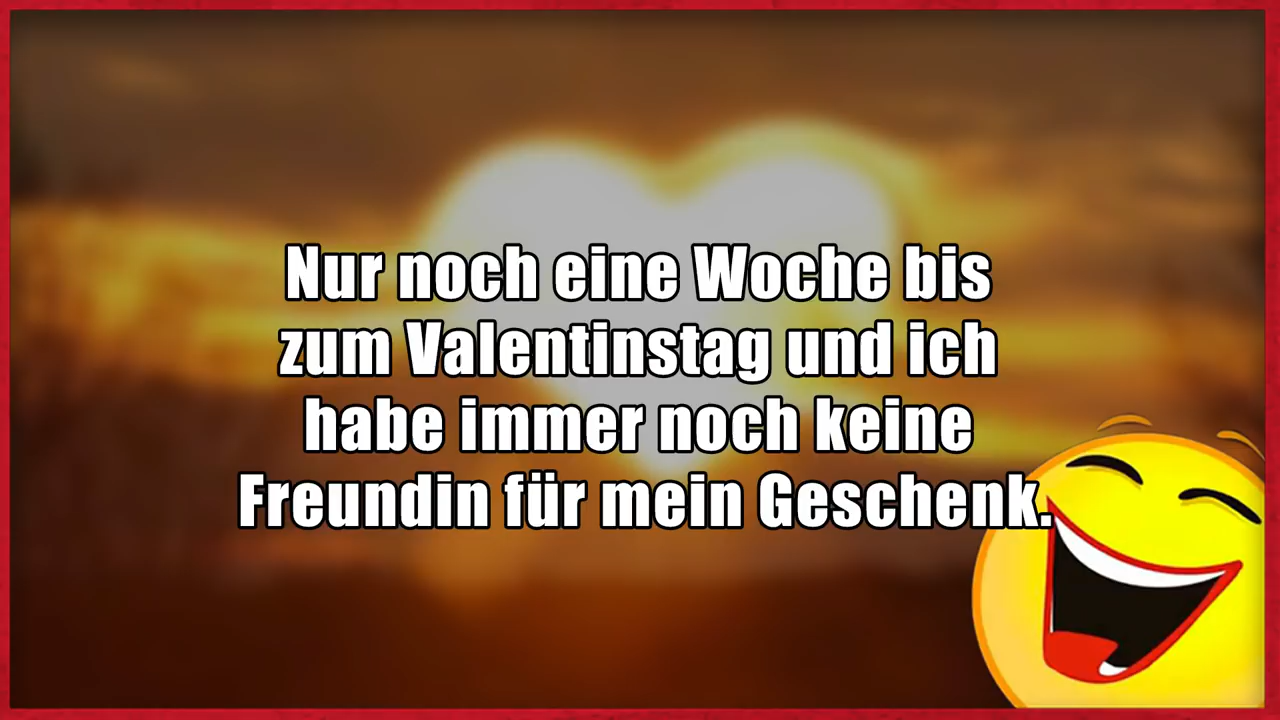 Nur noch eine Woche bis
zum Valentinstag und ich
habe immer noch keine
Freundin für mein Geschenk.